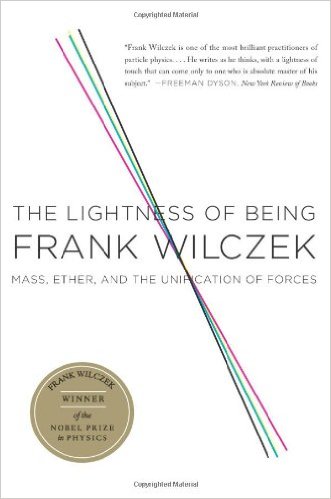 Copyrighted Material
"Frank Wilczek is one of the most brilliant practitioners
of particle physics. . . . He writes as he thinks, with a lightness of
touch that can come only to one who is absolute master of his
subject." —FREEMAN DYSON, New York Review of Books
THE LIGHTNESS OF BEING
FRANK WILCZEK
MASS, ETHER, AND THE UNIFICATION OF FORCES
FRANK WILCZEK
WINNER
of the
NOBEL PRIZE
in PHYSICS
Copyrighted Material